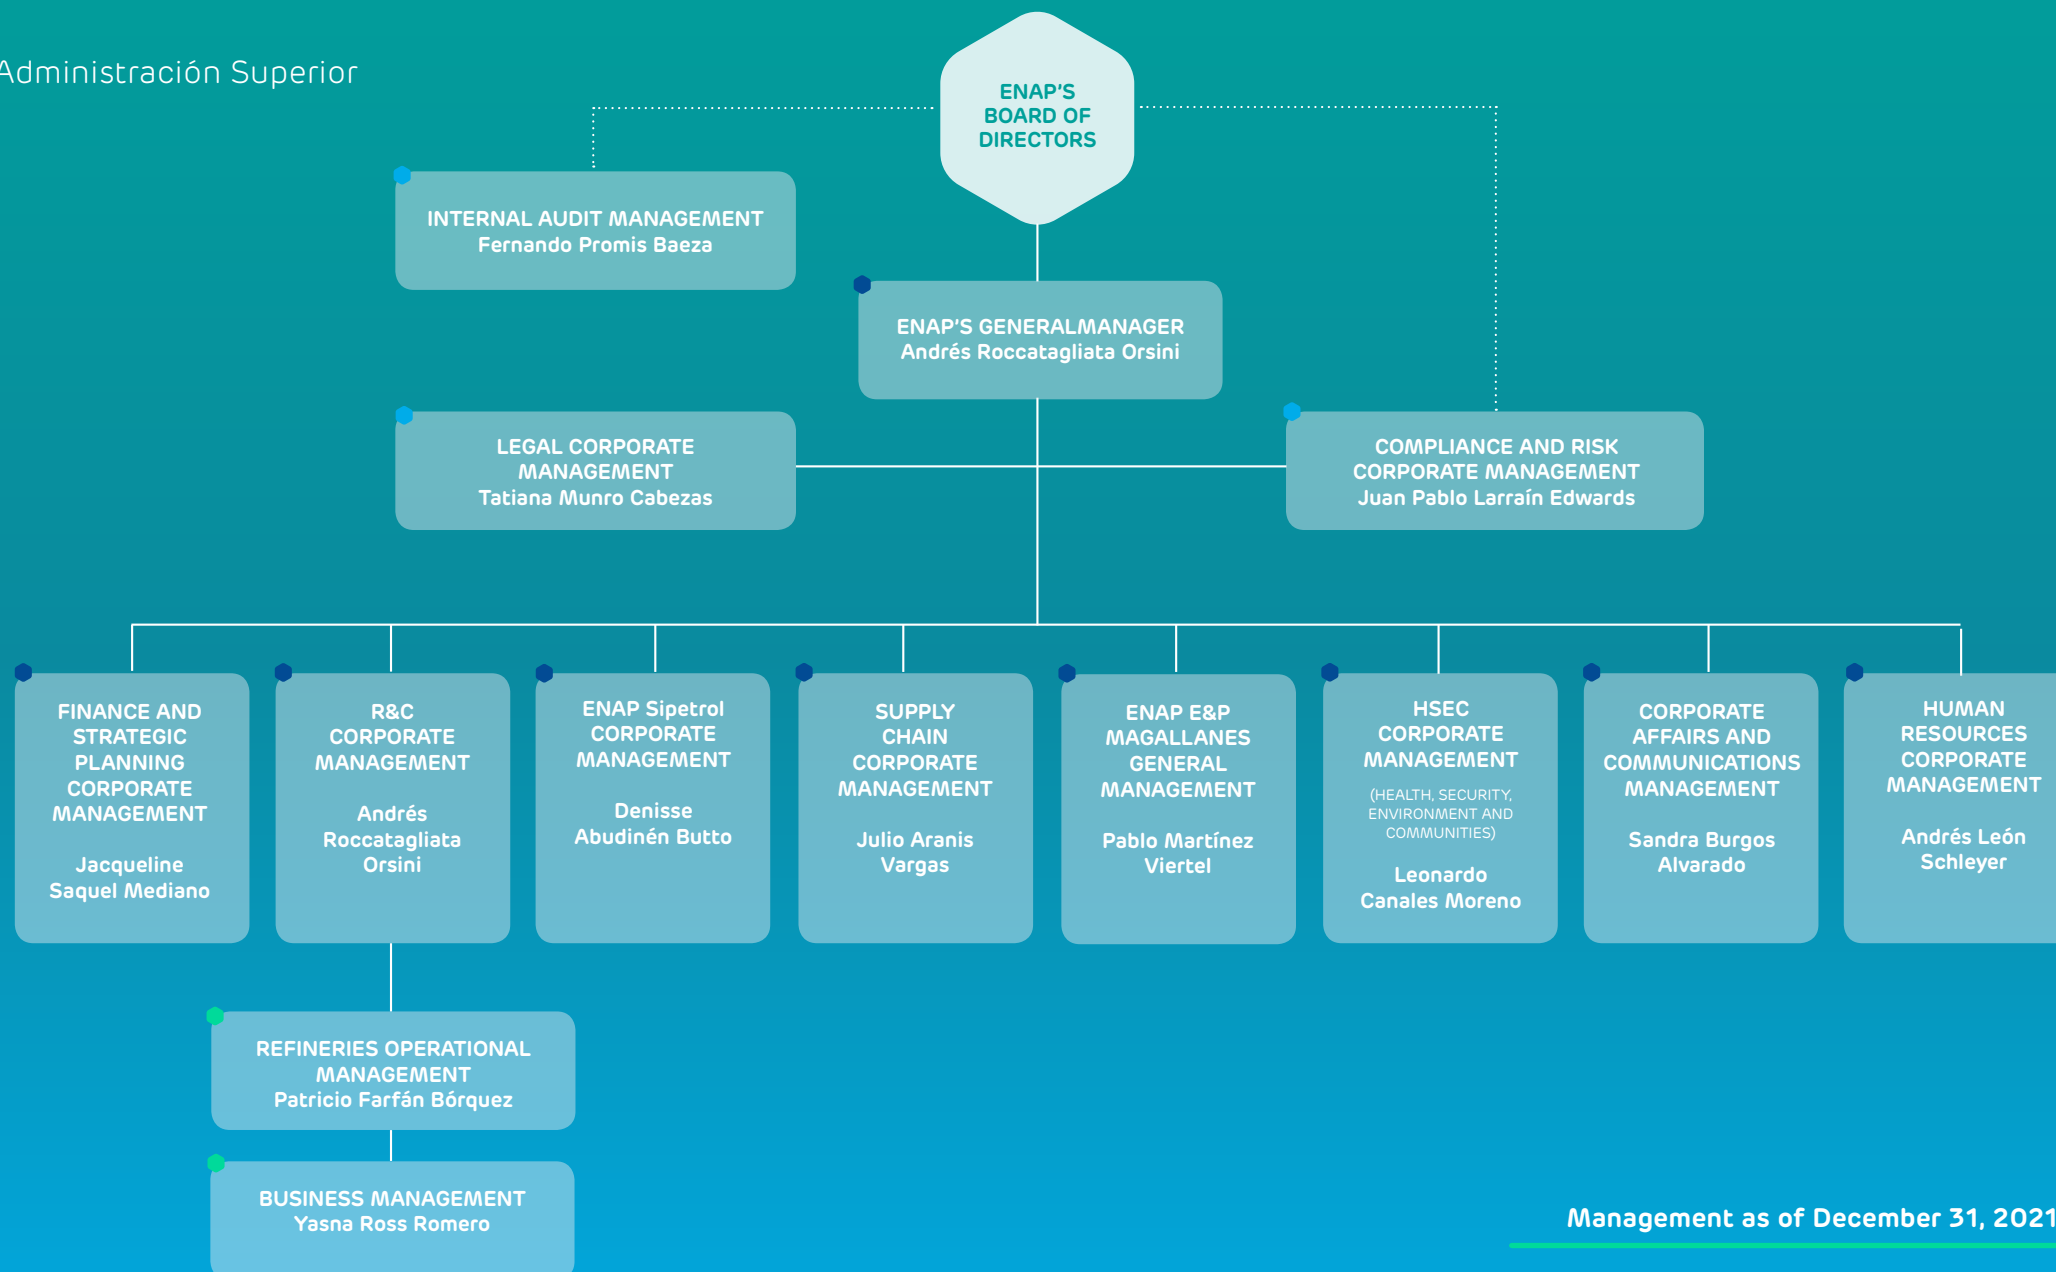 Administración Superior
ENAP'S
BOARD OF
DIRECTORS
INTERNAL AUDIT MANAGEMENT
Fernando Promis Baeza
ENAP'S GENERALMANAGER
Andrés Roccatagliata Orsini
LEGAL CORPORATE
MANAGEMENT
Tatiana Munro Cabezas
COMPLIANCE AND RISK
CORPORATE MANAGEMENT
Juan Pablo Larraín Edwards
FINANCE AND
STRATEGIC
PLANNING
CORPORATE
MANAGEMENT
Jacqueline
Saquel Mediano
R&C
CORPORATE
MANAGEMENT
Andrés
Roccatagliata
Orsini
ENAP Sipetrol
CORPORATE
MANAGEMENT
Denisse
Abudinén Butto
SUPPLY
CHAIN
CORPORATE
MANAGEMENT
Julio Aranis
Vargas
ENAP E&P
MAGALLANES
GENERAL
MANAGEMENT
Pablo Martínez
Viertel
HSEC
CORPORATE
MANAGEMENT
(HEALTH, SECURITY,
ENVIRONMENT AND
COMMUNITIES)
Leonardo
Canales Moreno
CORPORATE
AFFAIRS AND
COMMUNICATIONS
MANAGEMENT
Sandra Burgos
Alvarado
HUMAN
RESOURCES
CORPORATE
MANAGEMENT
Andrés León
Schleyer
REFINERIES OPERATIONAL
MANAGEMENT
Patricio Farfán Bórquez
BUSINESS MANAGEMENT
Yasna Ross Romero
Management as of December 31, 2021